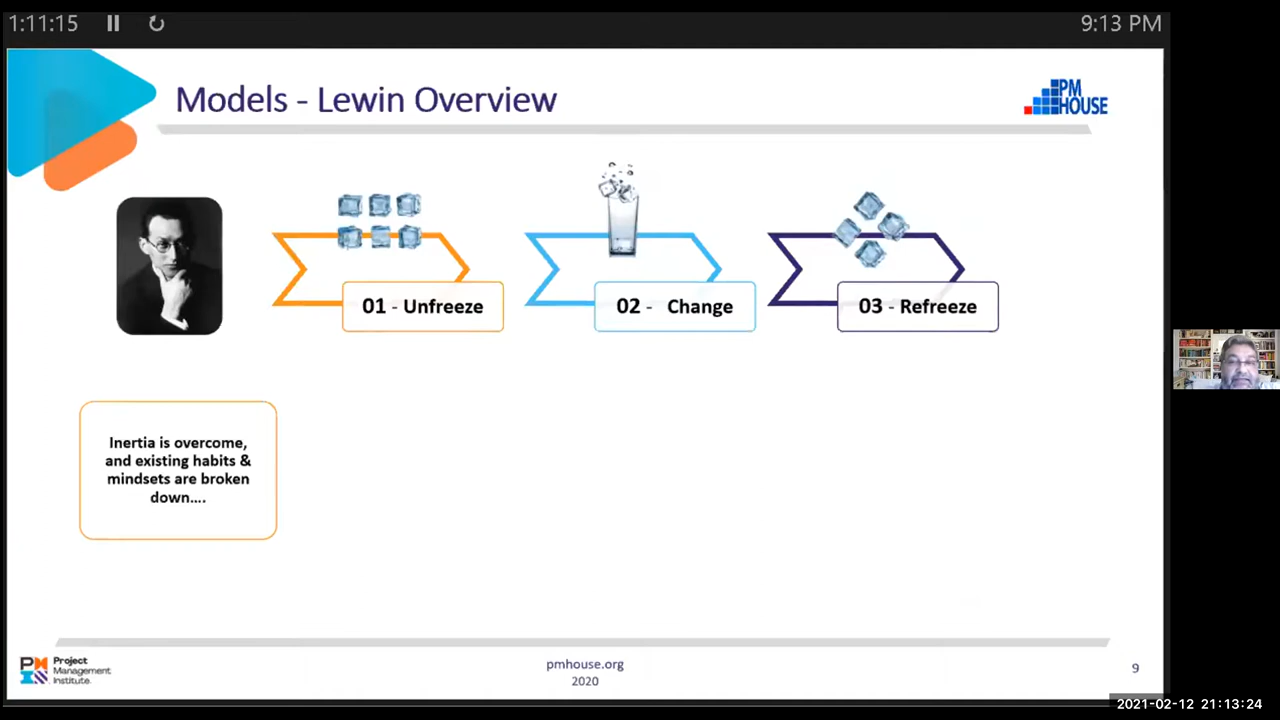 1:11:15
9:13 PM
Models - Lewin Overview
PM
HOUSE
01 - Unfreeze
02 - Change
03 - Refreeze
Inertia is overcome,
and existing habits &
mindsets are broken
down....
Project
Management
Institute.
pmhouse.org
2020
9
2021-02-12 21:13:24